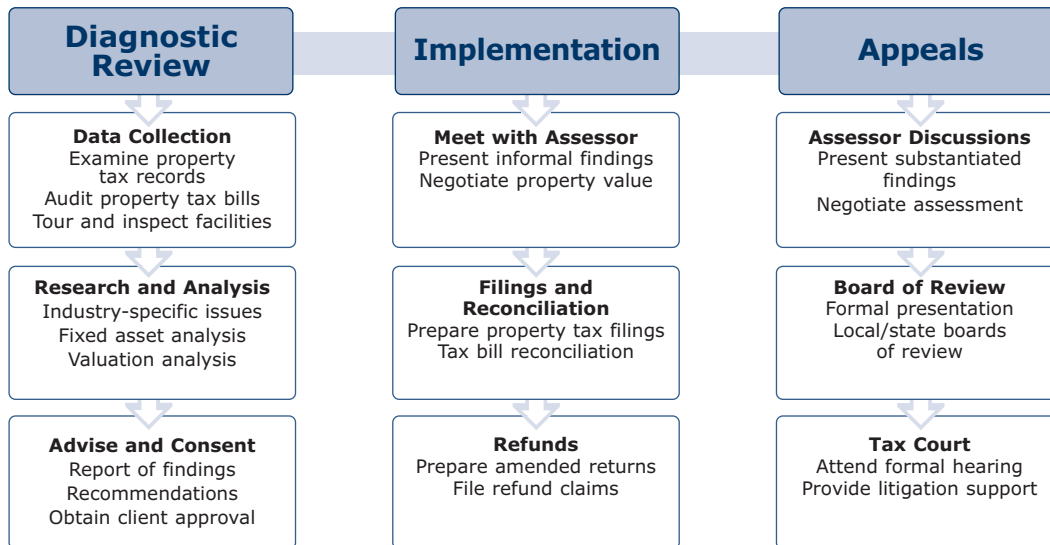 Diagnostic
Review
Implementation
Appeals
Data Collection
Examine property
tax records
Audit property tax bills
Tour and inspect facilities
Meet with Assessor
Present informal findings
Negotiate property value
Assessor Discussions
Present substantiated
findings
Negotiate assessment
Research and Analysis
Industry-specific issues
Fixed asset analysis
Valuation analysis
Filings and
Reconciliation
Prepare property tax filings
Tax bill reconciliation
Board of Review
Formal presentation
Local/state boards
of review
Advise and Consent
Report of findings
Recommendations
Obtain client approval
Refunds
Prepare amended returns
File refund claims
Tax Court
Attend formal hearing
Provide litigation support